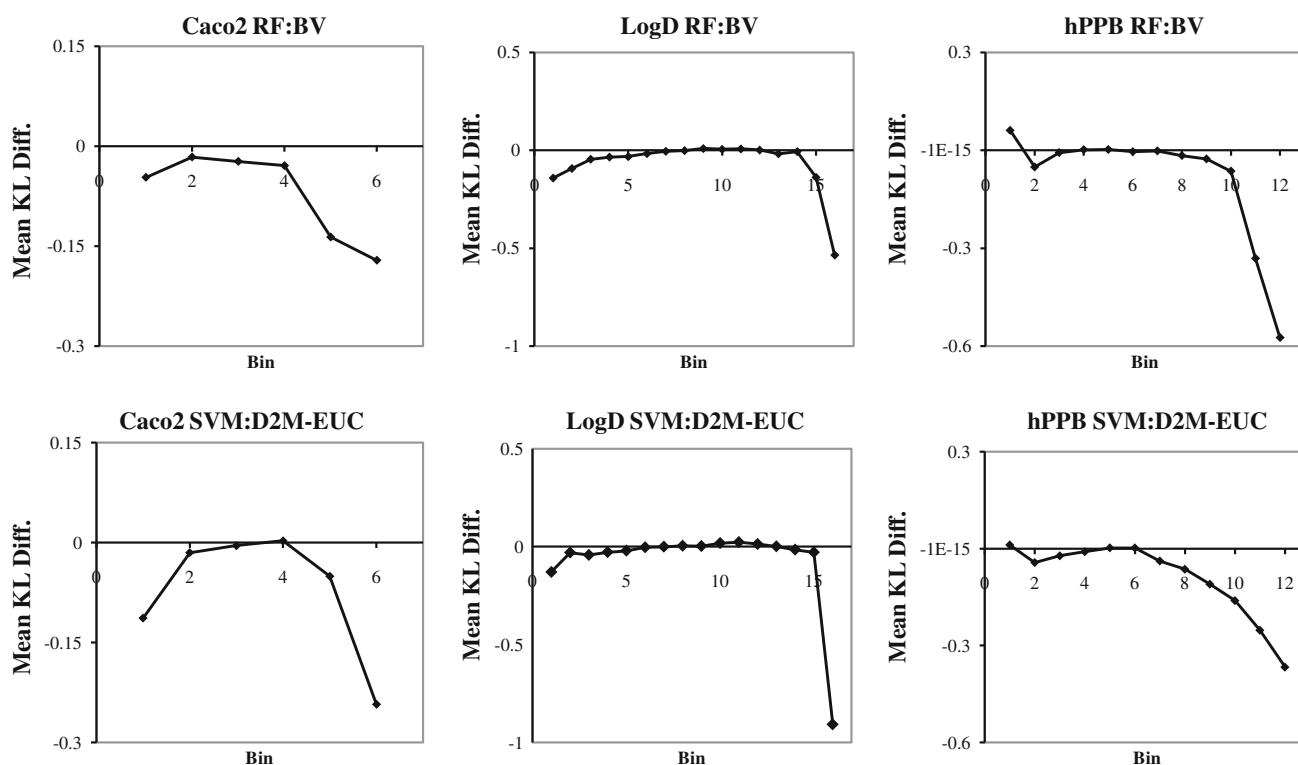 Caco2 RF:BV
0.15
0
-0.15
-0.3
0 2 4 6
Mean KL Diff.
Bin
LogD RF:BV
0.5
0
-0.5
-1
0 5 10 15
Mean KL Diff.
Bin
hPPB RF:BV
0.3
-1E-15
-0.3
-0.6
0 2 4 6 8 10 12
Mean KL Diff.
Bin
Caco2 SVM:D2M-EUC
0.15
0
-0.15
-0.3
0 2 4 6
Mean KL Diff.
Bin
LogD SVM:D2M-EUC
0.5
0
-0.5
-1
0 5 10 15
Mean KL Diff.
Bin
hPPB SVM:D2M-EUC
0.3
-1E-15
-0.3
-0.6
0 2 4 6 8 10 12
Mean KL Diff.
Bin